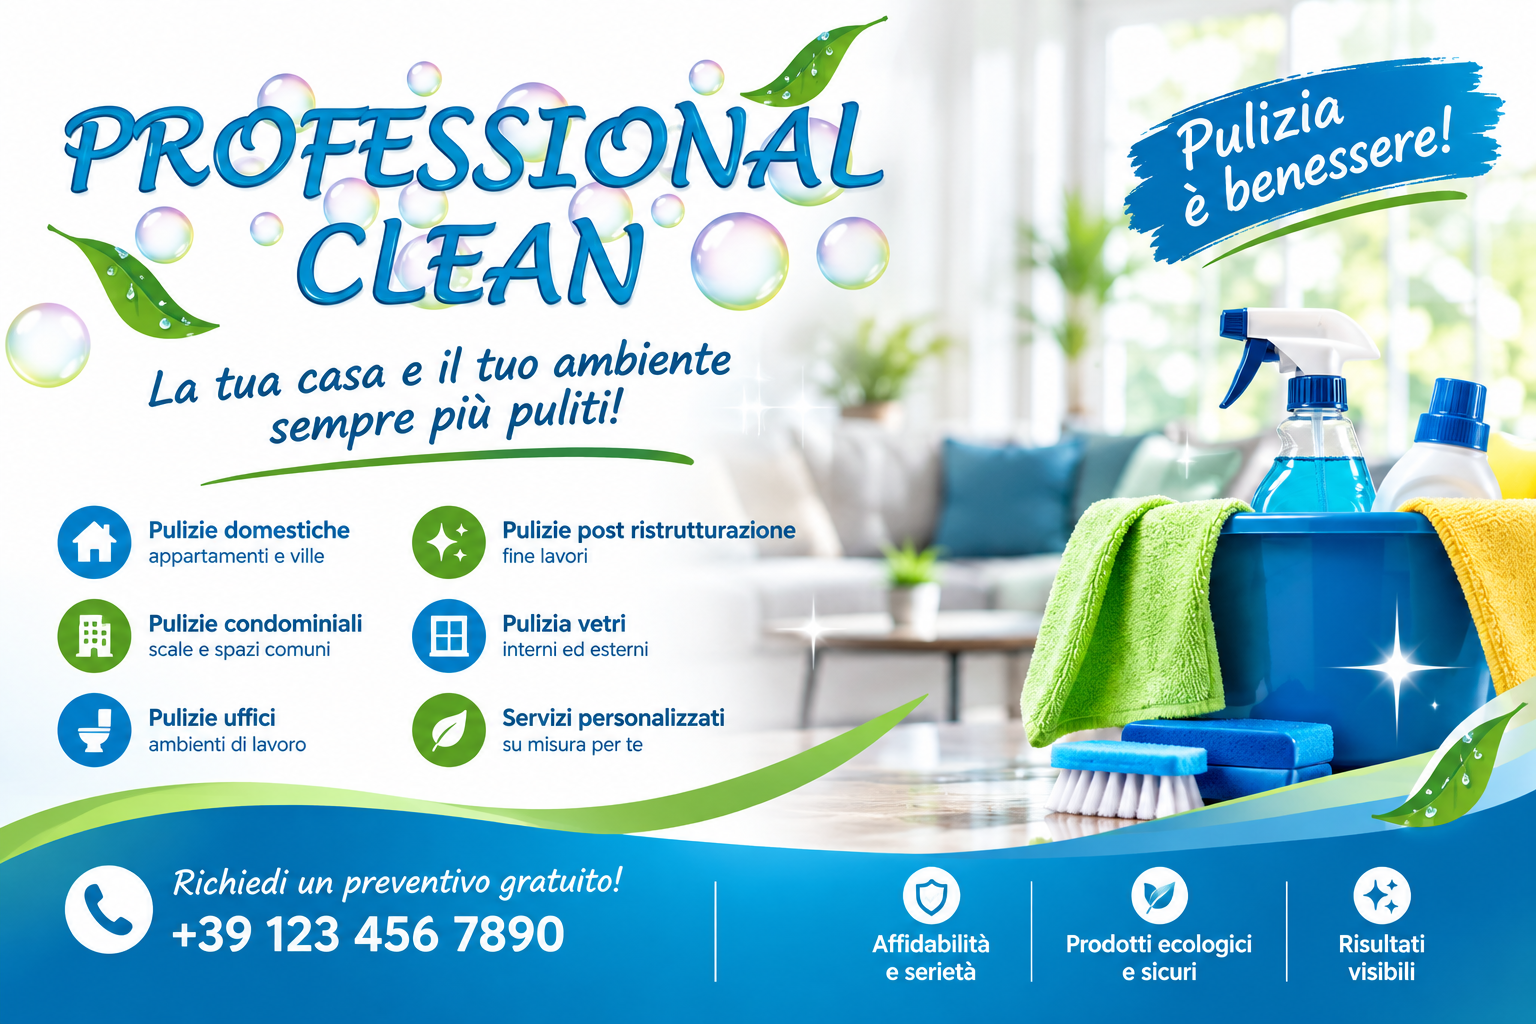 PROFESSIONAL
CLEAN
Pulizia
è benessere!
La tua casa e il tuo ambiente
sempre più puliti!
Pulizie domestiche
appartamenti e ville
Pulizie condominiali
scale e spazi comuni
Pulizie uffici
ambienti di lavoro
Pulizie post ristrutturazione
fine lavori
Pulizia vetri
interni ed esterni
Servizi personalizzati
su misura per te
Richiedi un preventivo gratuito!
+39 123 456 7890
Affidabilità
e serietà
Prodotti ecologici
e sicuri
Risultati
visibili